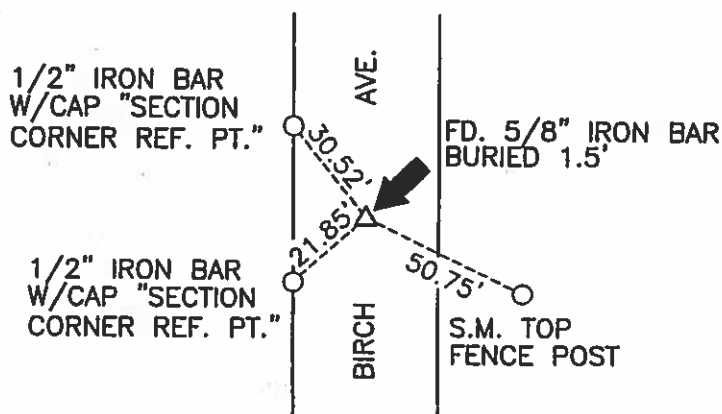 1/2" IRON BAR
W/CAP "SECTION
CORNER REF. PT."
AVE.
FD. 5/8" IRON BAR
BURIED 1.5'
30.52'
21.85'
50.75'
1/2" IRON BAR
W/CAP "SECTION
CORNER REF. PT."
BIRCH
S.M. TOP
FENCE POST